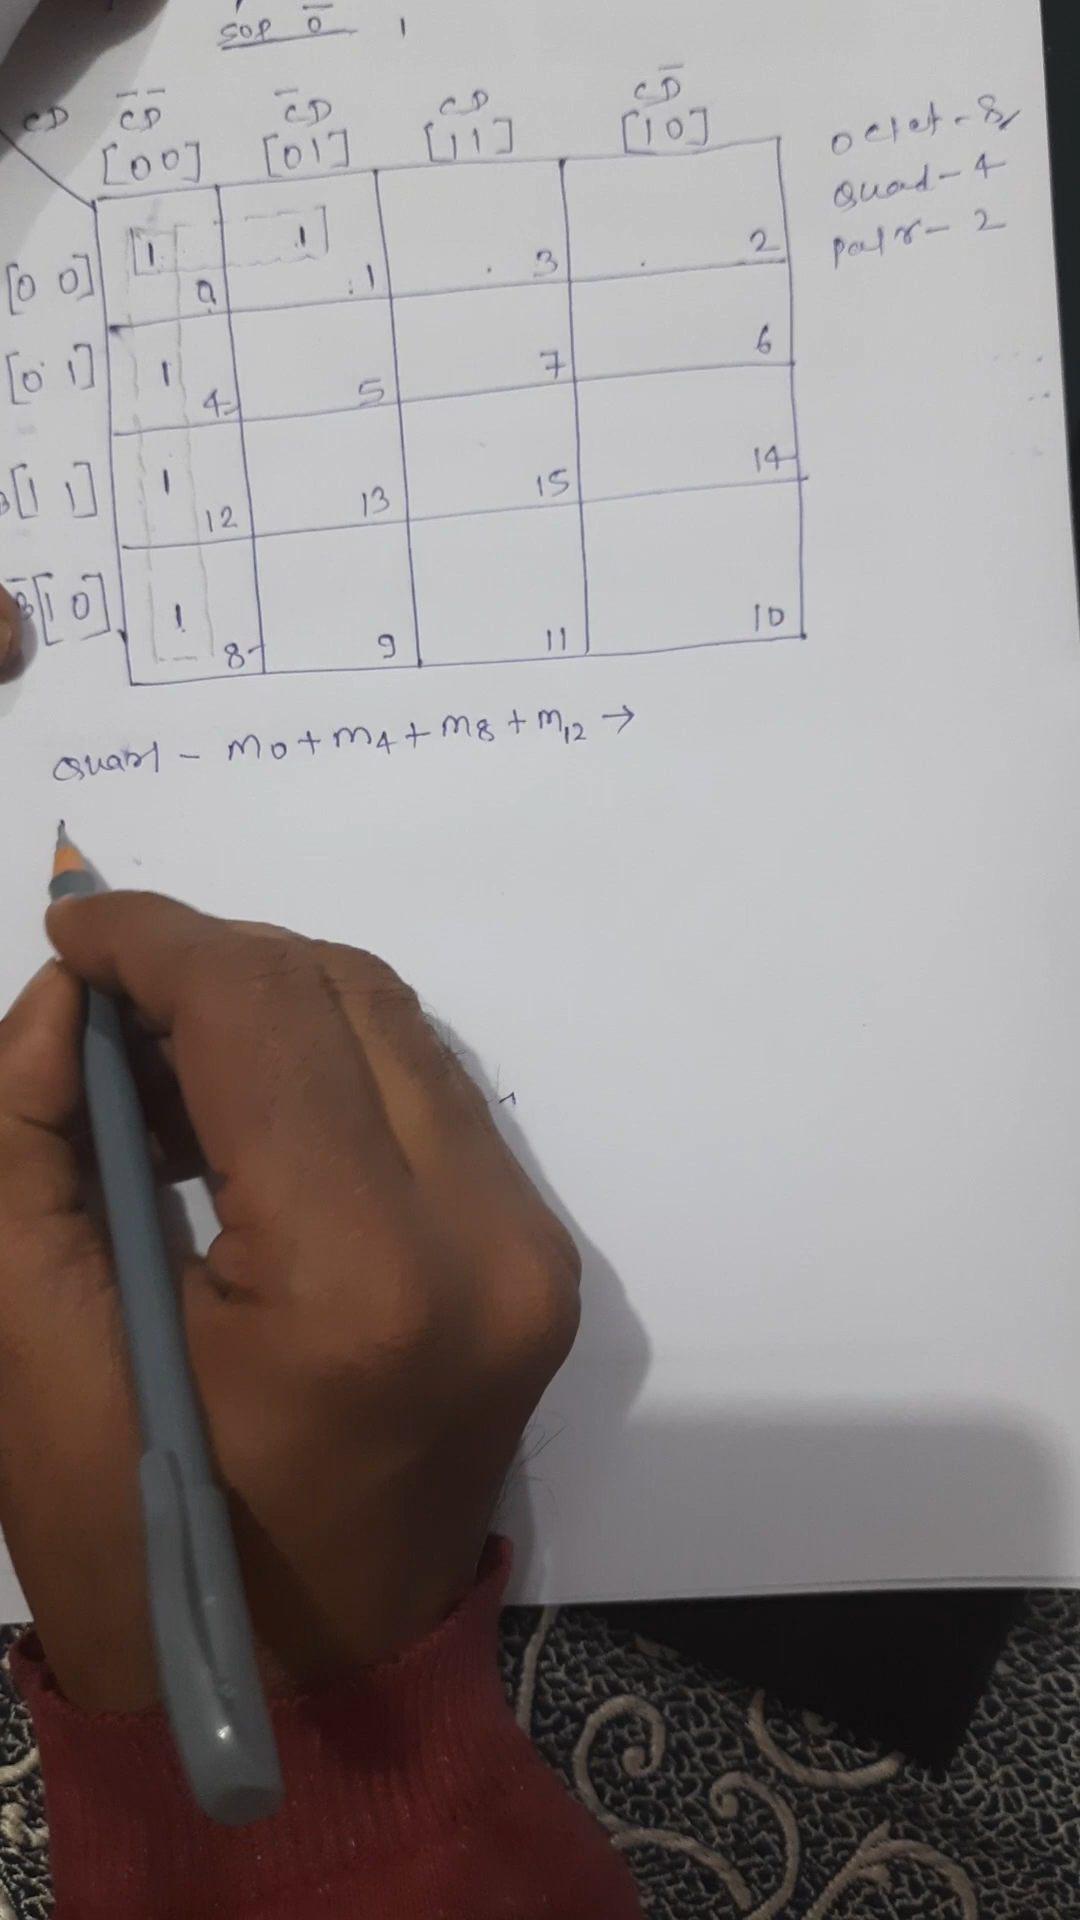 SOP 0̅ 1
CD C̅D̅ C̅D CD CD̅
[00] [01] [11] [10]
octet - 8
Quad - 4
pair - 2
[0 0] 1 0 1 1 3 2
[0 1] 1 4 5 7 6
B[1 1] 1 12 13 15 14
B̅[1 0] 1 8 9 11 10
Quad - m0 + m4 + m8 + m12 →